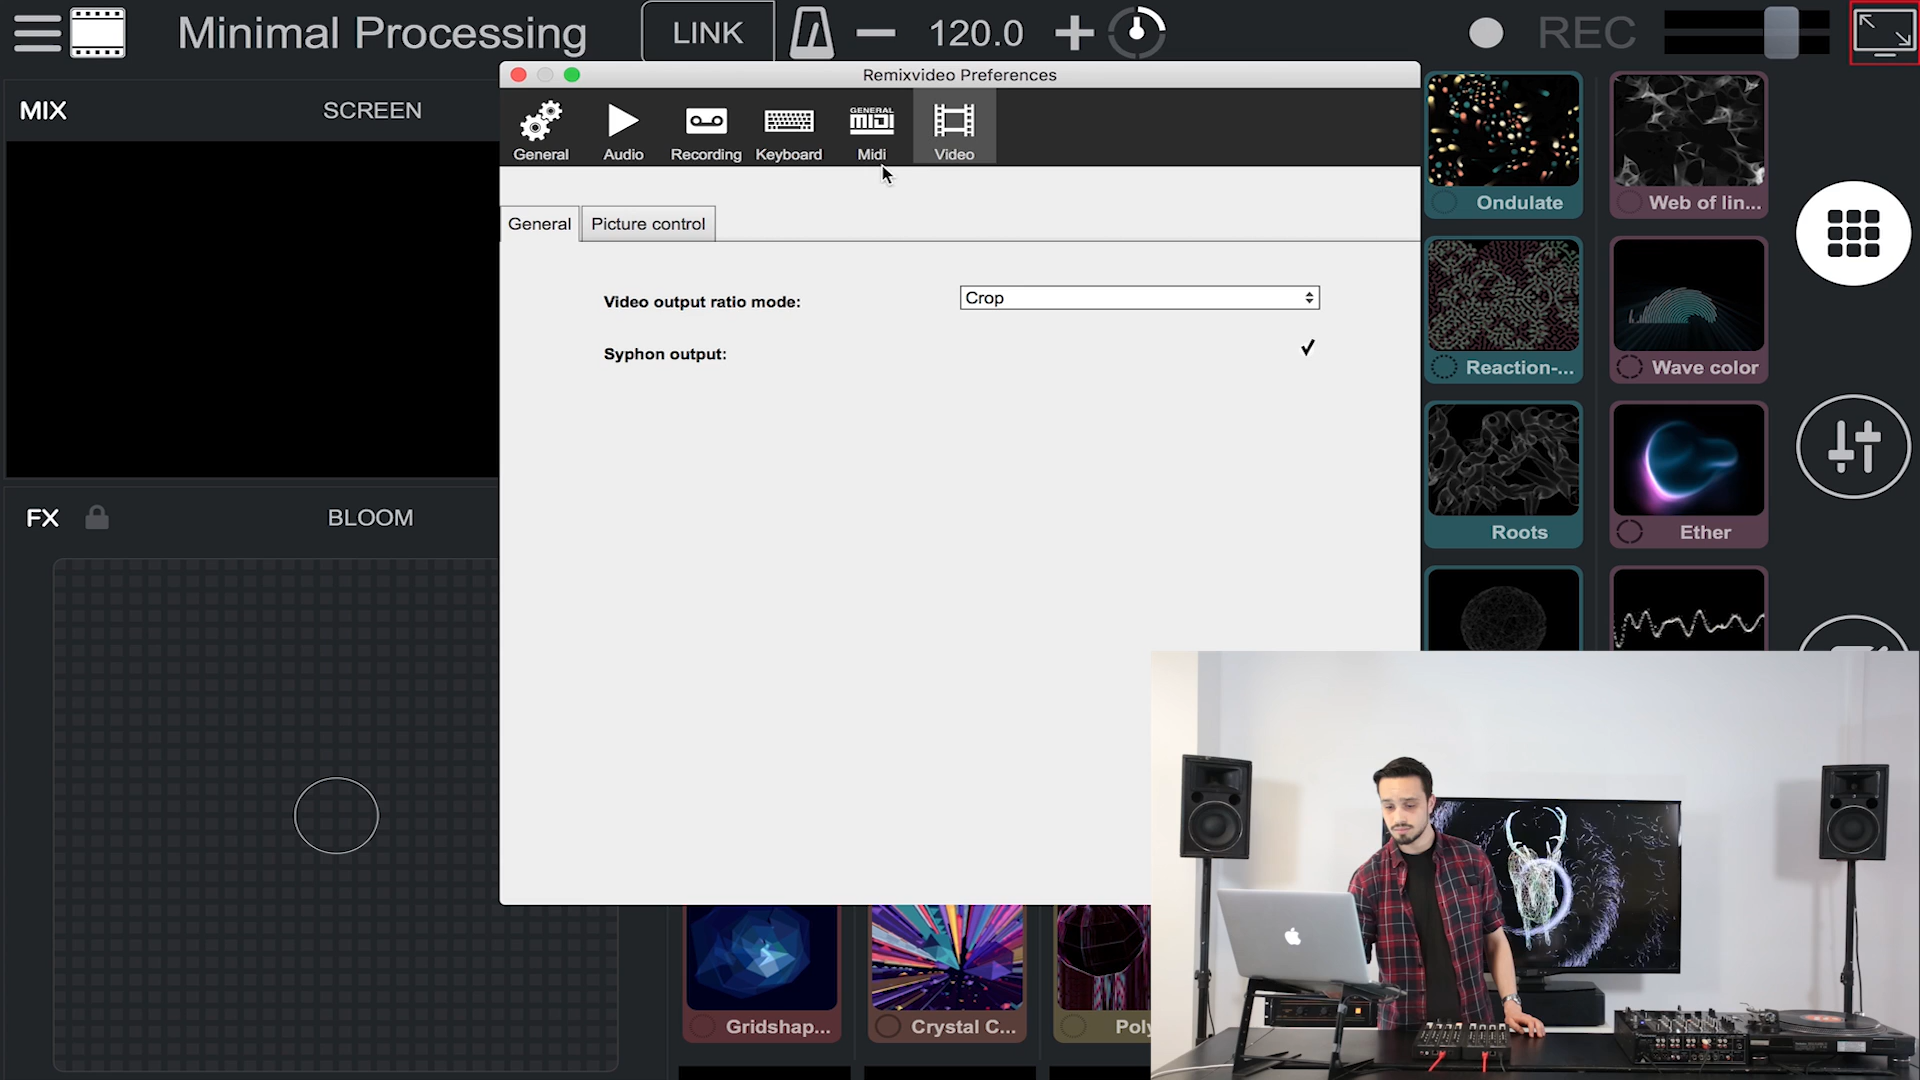 Minimal Processing
LINK
120.0
REC
Remixvideo Preferences
MIX
SCREEN
General
Audio
Recording
Keyboard
GENERAL
MIDI
Midi
Video
General
Picture control
Video output ratio mode:
Crop
Syphon output:
FX
BLOOM
Ondulate
Web of lin...
Reaction-...
Wave color
Roots
Ether
Gridshap...
Crystal C...
Poly